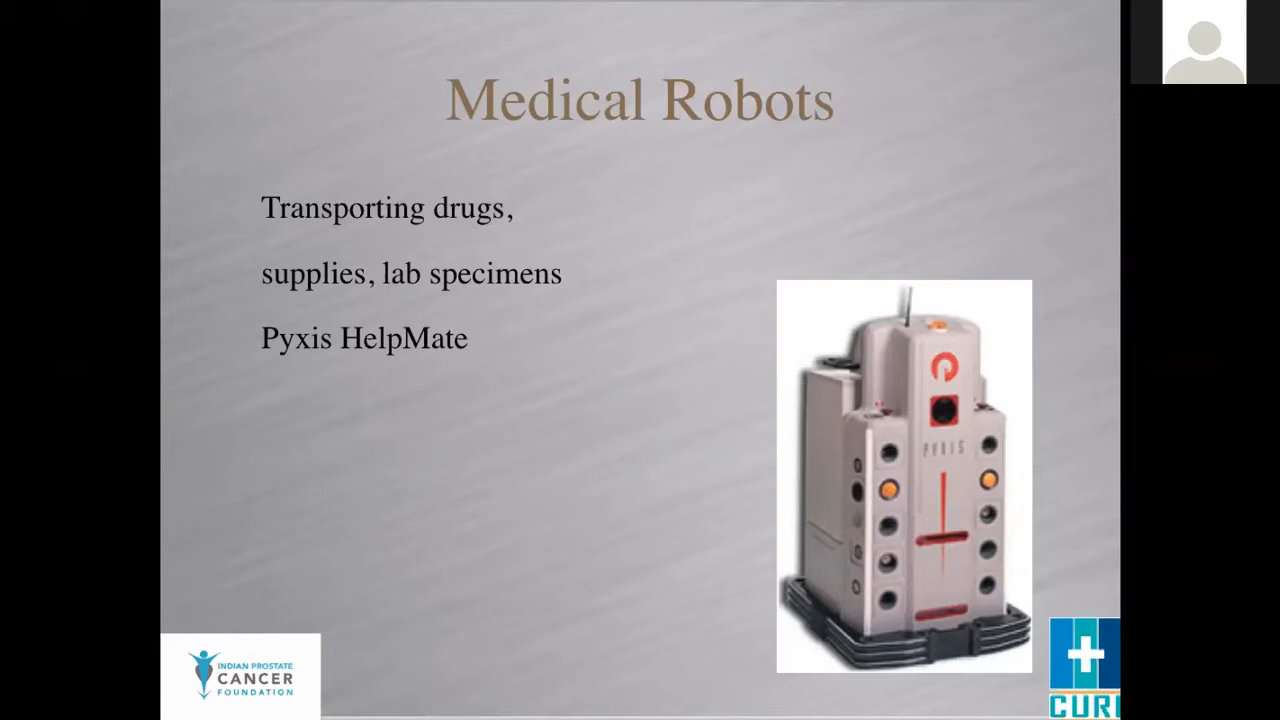 Medical Robots
Transporting drugs,
supplies, lab specimens
Pyxis HelpMate
PYXIS
INDIAN PROSTATE
CANCER
FOUNDATION
CURI